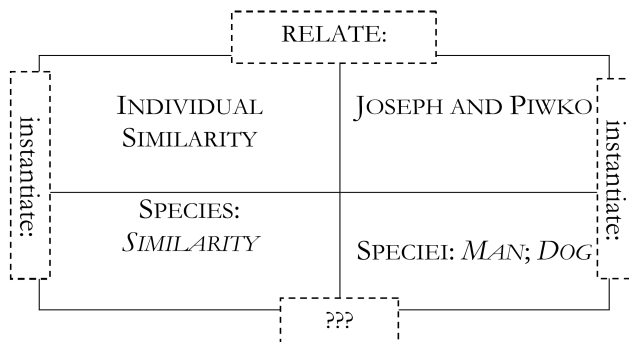 RELATE:
INDIVIDUAL
SIMILARITY
JOSEPH AND PIWKO
instantiate:
instantiate:
SPECIES:
SIMILARITY
SPECIEI: MAN; DOG
???